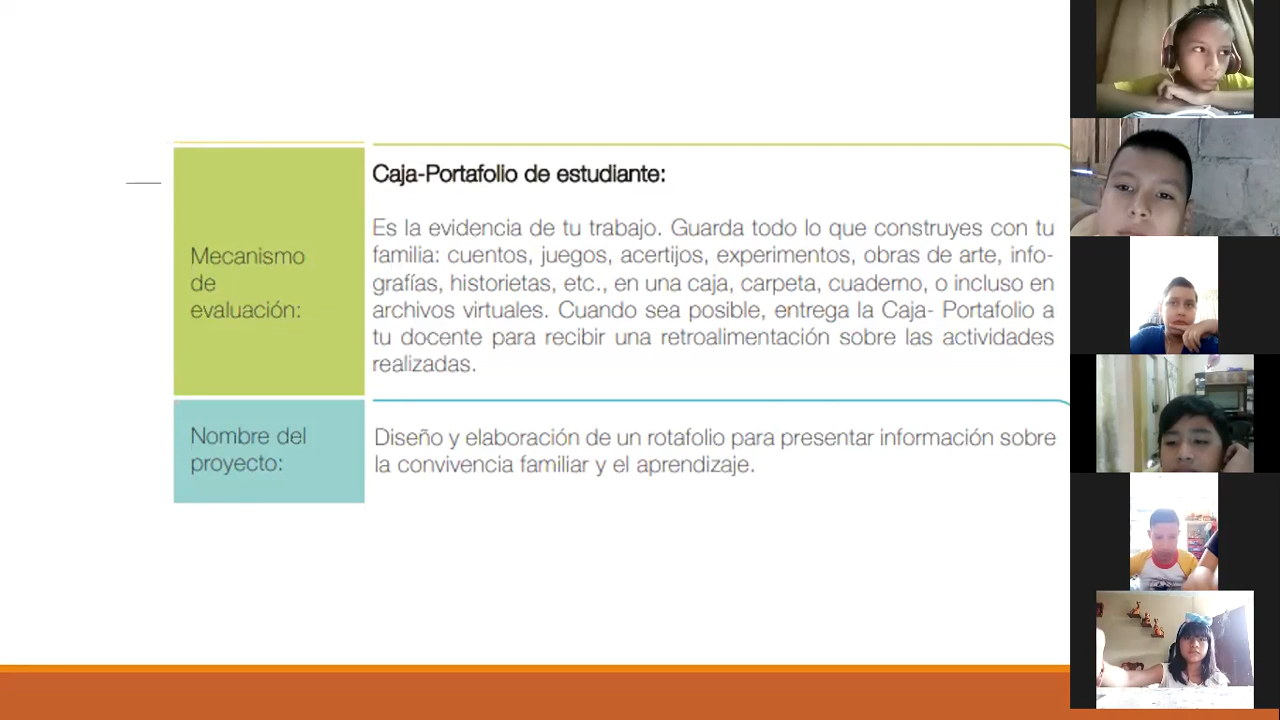 Mecanismo
de
evaluación:
Caja-Portafolio de estudiante:
Es la evidencia de tu trabajo. Guarda todo lo que construyes con tu
familia: cuentos, juegos, acertijos, experimentos, obras de arte, info-
grafías, historietas, etc., en una caja, carpeta, cuaderno, o incluso en
archivos virtuales. Cuando sea posible, entrega la Caja- Portafolio a
tu docente para recibir una retroalimentación sobre las actividades
realizadas.
Nombre del
proyecto:
Diseño y elaboración de un rotafolio para presentar información sobre
la convivencia familiar y el aprendizaje.